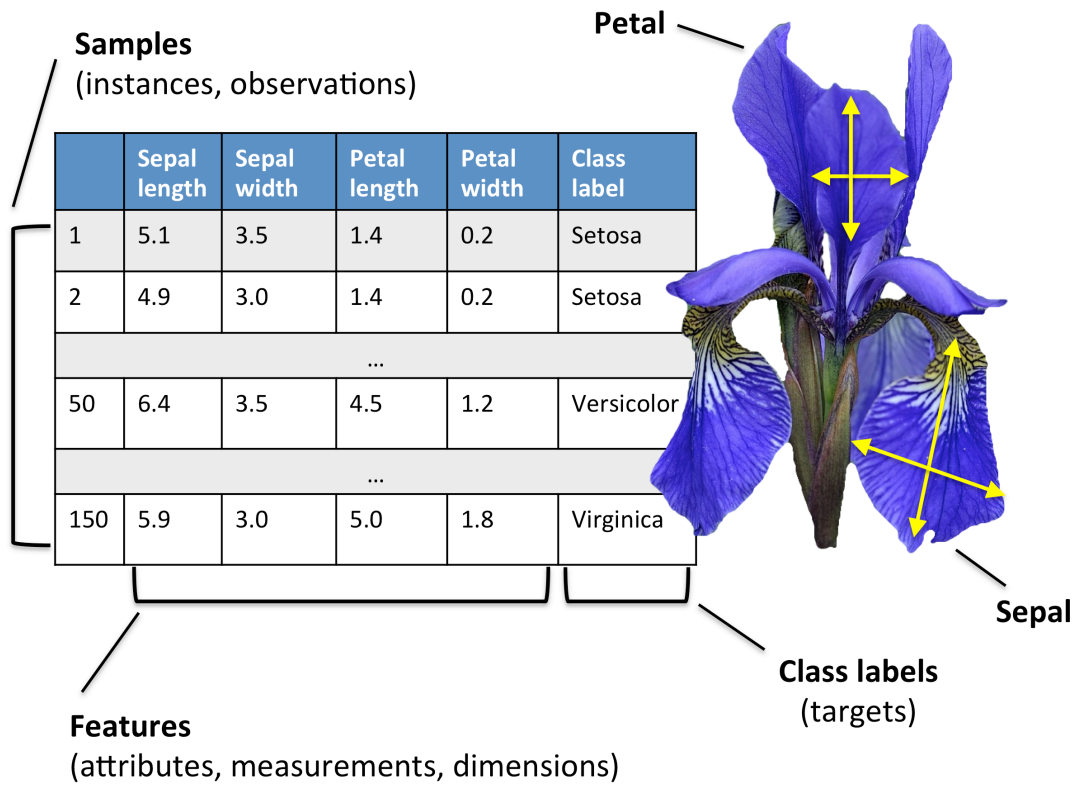 Petal
Samples
(instances, observations)
Sepal length Sepal width Petal length Petal width Class label
1 5.1 3.5 1.4 0.2 Setosa
2 4.9 3.0 1.4 0.2 Setosa
...
50 6.4 3.5 4.5 1.2 Versicolor
...
150 5.9 3.0 5.0 1.8 Virginica
Sepal
Class labels
(targets)
Features
(attributes, measurements, dimensions)